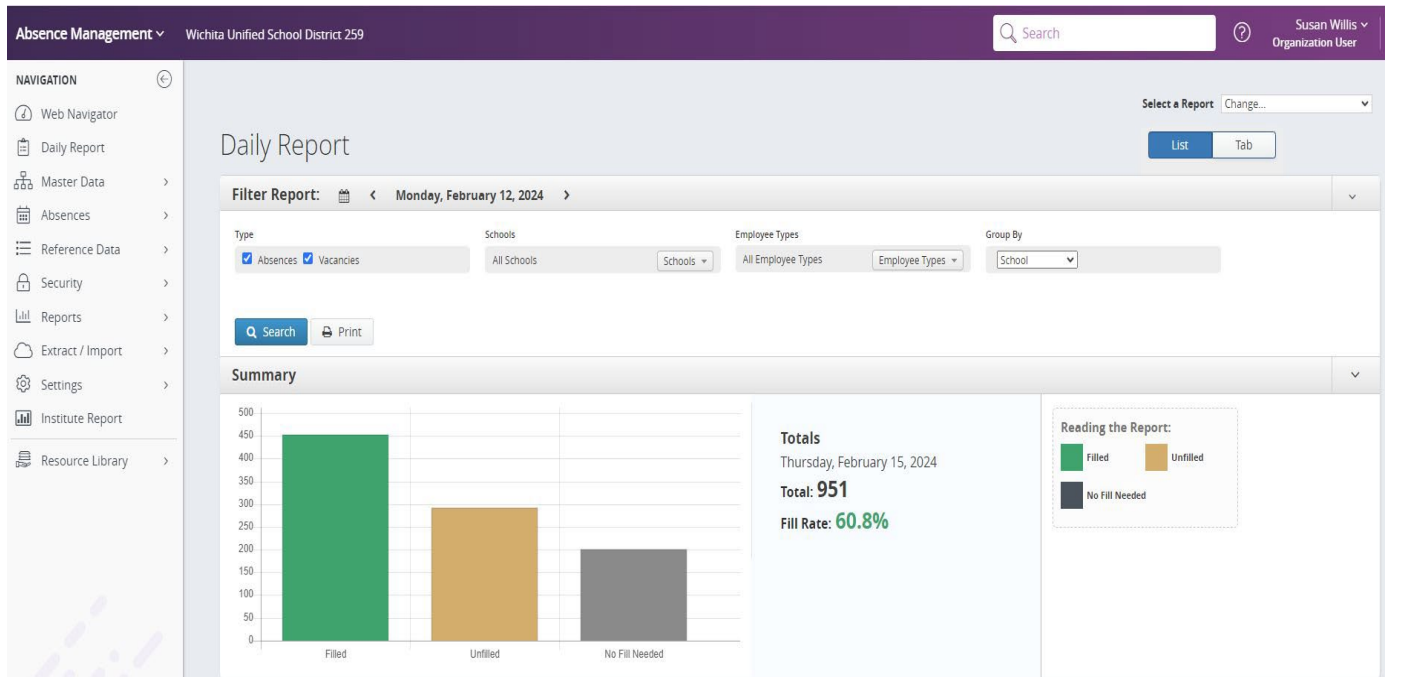 Absence Management Wichita Unified School District 259 Search ? Susan Willis
Organization User
NAVIGATION
Web Navigator
Daily Report
Master Data
Absences
Reference Data
Security
Reports
Extract / Import
Settings
Institute Report
Resource Library
Select a Report Change...
Daily Report
List Tab
Filter Report: Monday, February 12, 2024
Type Schools Employee Types Group By
Absences Vacancies All Schools Schools All Employee Types Employee Types School
Search Print
Summary
500
450
400
350
300
250
200
150
100
50
0
Filled Unfilled No Fill Needed
Totals
Thursday, February 15, 2024
Total: 951
Fill Rate: 60.8%
Reading the Report:
Filled Unfilled
No Fill Needed